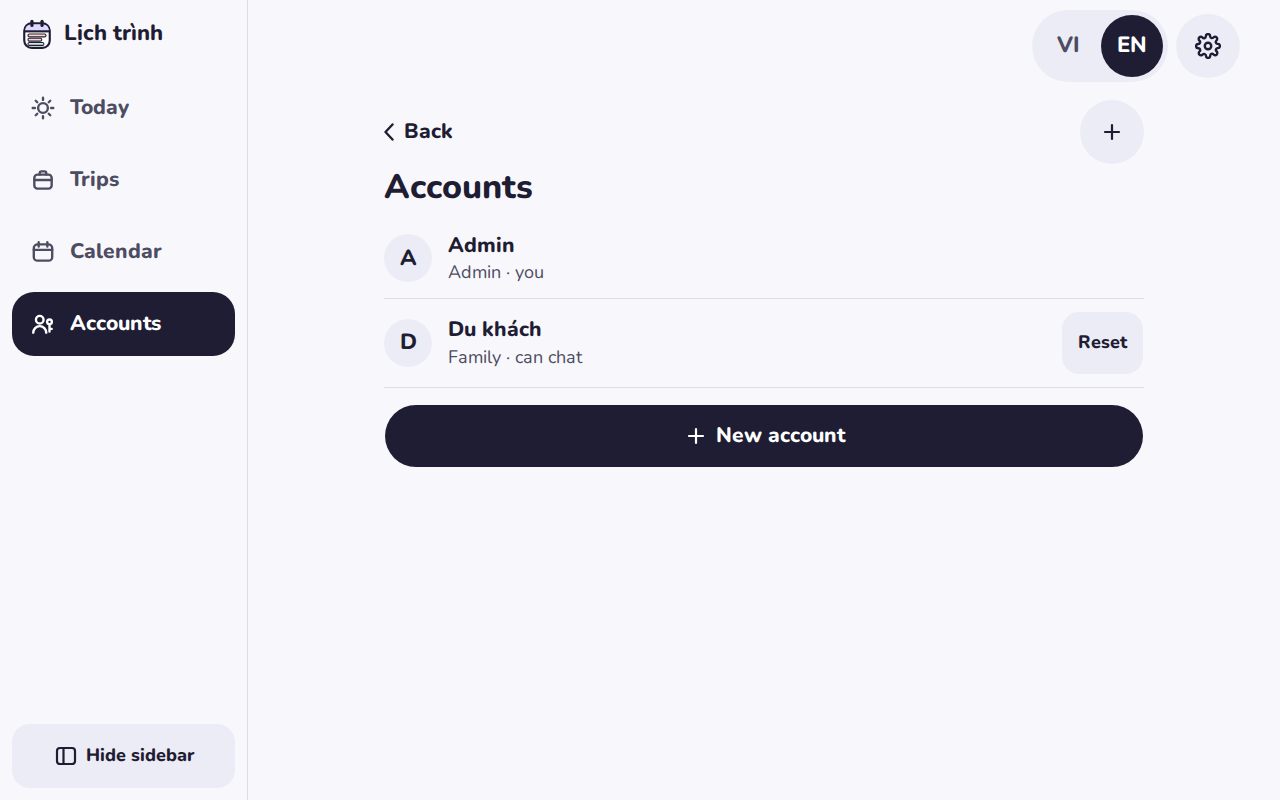 Lịch trình
Today
Trips
Calendar
Accounts
Hide sidebar
VI
EN
Back
Accounts
A
Admin
Admin · you
D
Du khách
Family · can chat
Reset
New account